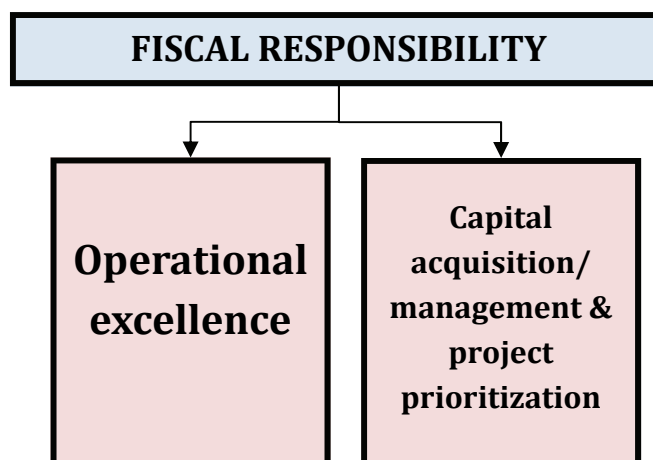 FISCAL RESPONSIBILITY
Operational
excellence
Capital
acquisition/
management &
project
prioritization